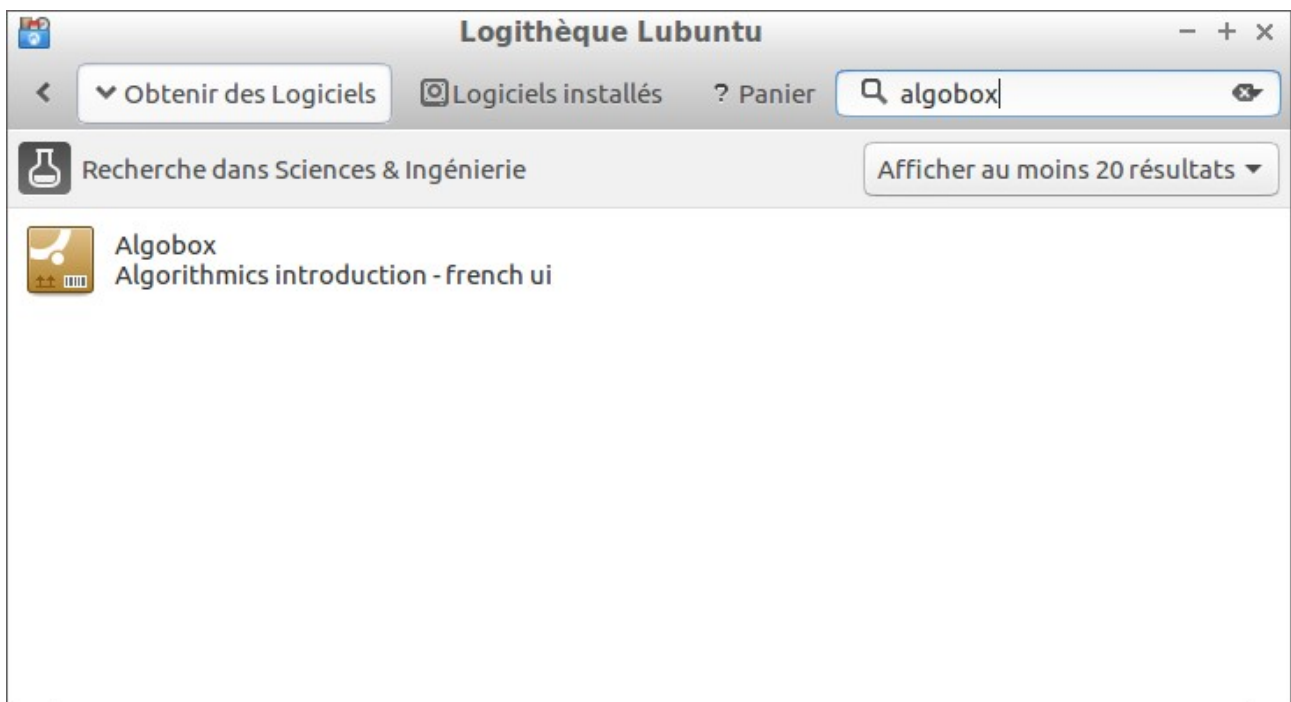 Logithèque Lubuntu
Obtenir des Logiciels Logiciels installés ? Panier algobox
Recherche dans Sciences & Ingénierie Afficher au moins 20 résultats
Algobox
Algorithmics introduction - french ui